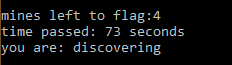 mines left to flag:4
time passed: 73 seconds
you are: discovering